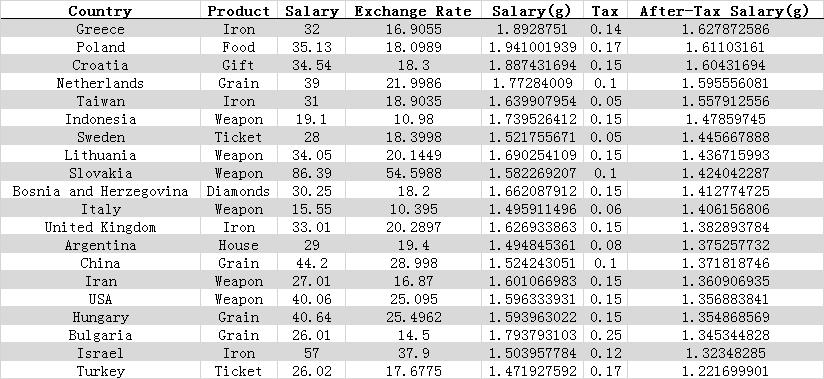 Country Product Salary Exchange Rate Salary(g) Tax After-Tax Salary(g)
Greece Iron 32 16.9055 1.8928751 0.14 1.627872586
Poland Food 35.13 18.0989 1.941001939 0.17 1.61103161
Croatia Gift 34.54 18.3 1.887431694 0.15 1.60431694
Netherlands Grain 39 21.9986 1.77284009 0.1 1.595556081
Taiwan Iron 31 18.9035 1.639907954 0.05 1.557912556
Indonesia Weapon 19.1 10.98 1.739526412 0.15 1.47859745
Sweden Ticket 28 18.3998 1.521755671 0.05 1.445667888
Lithuania Weapon 34.05 20.1449 1.690254109 0.15 1.436715993
Slovakia Weapon 86.39 54.5988 1.582269207 0.1 1.424042287
Bosnia and Herzegovina Diamonds 30.25 18.2 1.662087912 0.15 1.412774725
Italy Weapon 15.55 10.395 1.495911496 0.06 1.406156806
United Kingdom Iron 33.01 20.2897 1.626933863 0.15 1.382893784
Argentina House 29 19.4 1.494845361 0.08 1.375257732
China Grain 44.2 28.998 1.524243051 0.1 1.371818746
Iran Weapon 27.01 16.87 1.601066983 0.15 1.360906935
USA Weapon 40.06 25.095 1.596333931 0.15 1.356883841
Hungary Grain 40.64 25.4962 1.593963022 0.15 1.354868569
Bulgaria Grain 26.01 14.5 1.793793103 0.25 1.345344828
Israel Iron 57 37.9 1.503957784 0.12 1.32348285
Turkey Ticket 26.02 17.6775 1.471927592 0.17 1.221699901